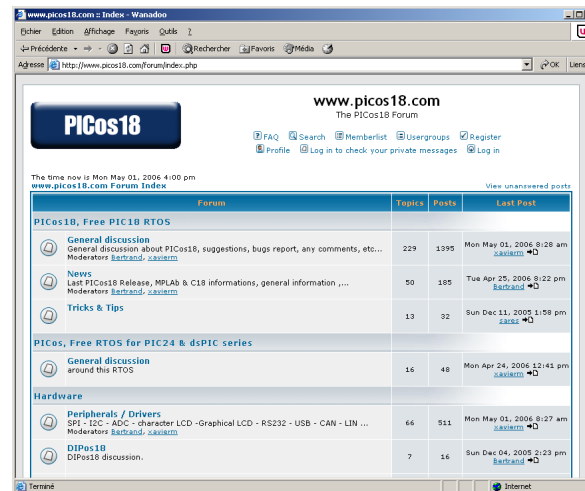 www.picos18.com :: Index - Wanadoo
Fichier Edition Affichage Favoris Outils ?
Précédente Rechercher Favoris Média
Adresse http://www.picos18.com/forum/index.php OK Liens
PICos18
www.picos18.com
The PICos18 Forum
FAQ Search Memberlist Usergroups Register
Profile Log in to check your private messages Log in
The time now is Mon May 01, 2006 4:00 pm
www.picos18.com Forum Index View unanswered posts
Forum Topics Posts Last Post
PICos18, Free PIC18 RTOS
General discussion
General discussion about PICos18, suggestions, bugs report, any comments, etc...
Moderators Bertrand, xavierm
229 1395 Mon May 01, 2006 8:28 am
xavierm
News
Last PICos18 Release, MPLAb & C18 informations, general information ,...
Moderators Bertrand, xavierm
50 185 Tue Apr 25, 2006 8:22 pm
Bertrand
Tricks & Tips
13 32 Sun Dec 11, 2005 1:58 pm
sares
PICos, Free RTOS for PIC24 & dsPIC series
General discussion
around this RTOS
16 48 Mon Apr 24, 2006 12:41 pm
xavierm
Hardware
Peripherals / Drivers
SPI - I2C - ADC - character LCD -Graphical LCD - RS232 - USB - CAN - LIN ...
Moderators Bertrand, xavierm
66 511 Mon May 01, 2006 8:27 am
xavierm
DIPos18
DIPos18 discussion.
7 16 Sun Dec 04, 2005 2:23 pm
Bertrand
Terminé Internet